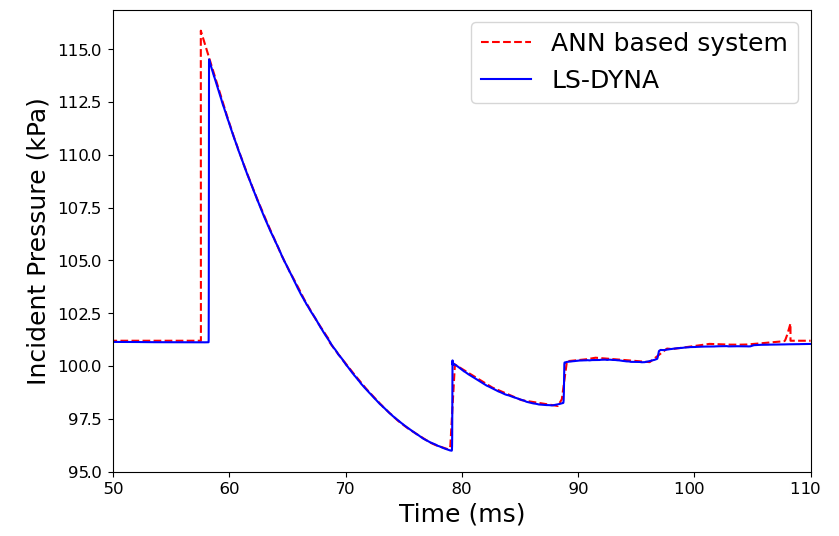 ANN based system
LS-DYNA
Incident Pressure (kPa)
115.0
112.5
110.0
107.5
105.0
102.5
100.0
97.5
95.0
50 60 70 80 90 100 110
Time (ms)